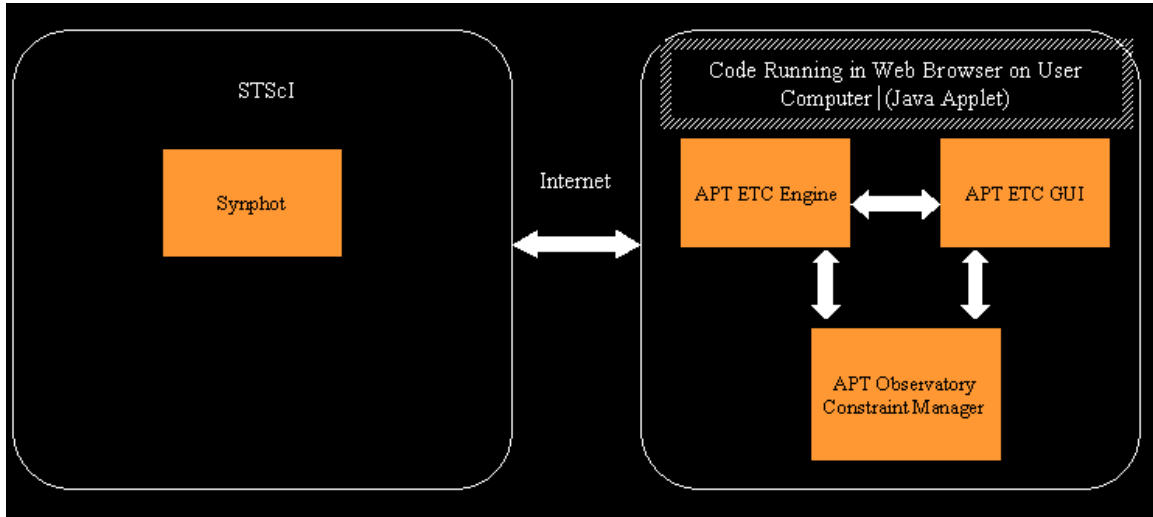 STScI
Synphot
Internet
Code Running in Web Browser on User
Computer|(Java Applet)
APT ETC Engine
APT ETC GUI
APT Observatory
Constraint Manager